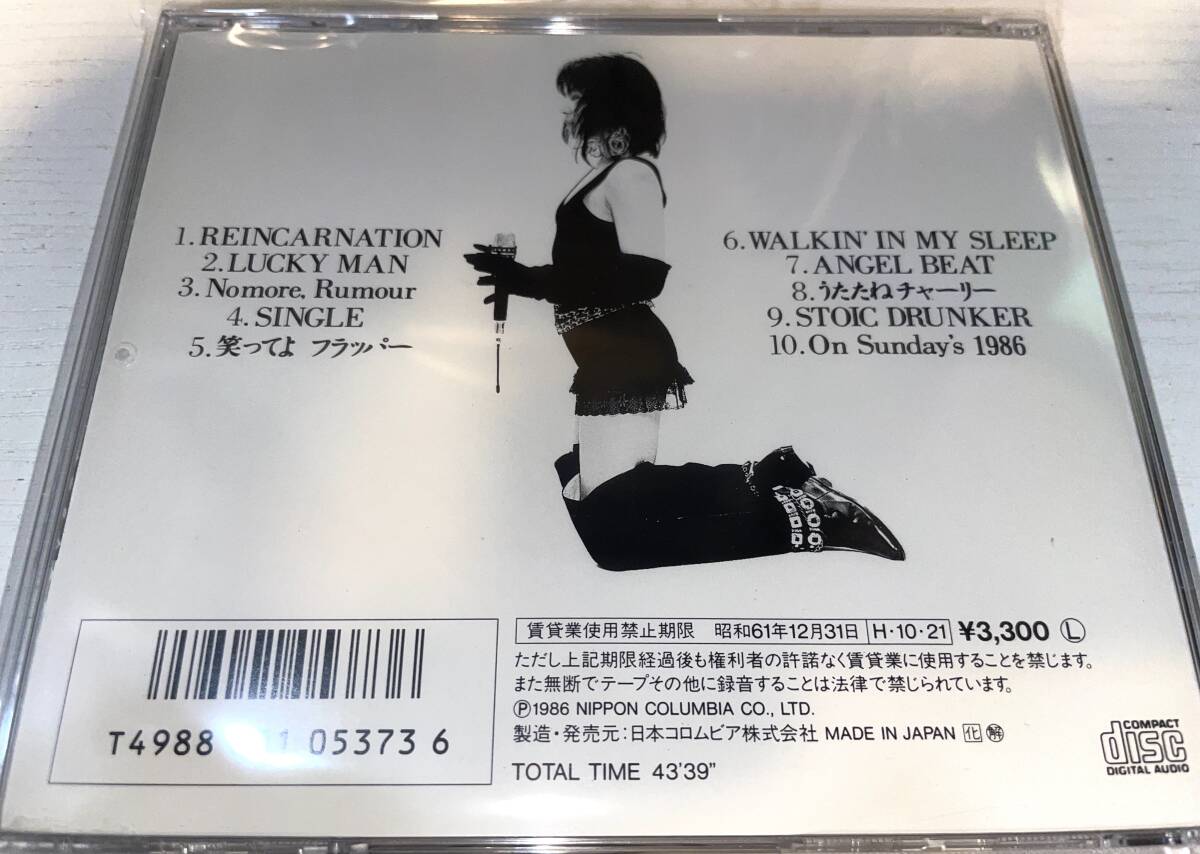 1.REINCARNATION
2.LUCKY MAN
3. Nomore, Rumour
4. SINGLE
5.笑ってよ フラッパー
6.WALKIN' IN MY SLEEP
7. ANGEL BEAT
8.うたたねチャーリー
9. STOIC DRUNKER
10.On Sunday's 1986
賃貸業使用禁止期限 昭和61年12月31日 H・10・21 ¥3,300 Ⓛ
ただし上記期限経過後も権利者の許諾なく賃貸業に使用することを禁じます。
また無断でテープその他に録音することは法律で禁じられています。
Ⓟ1986 NIPPON COLUMBIA CO., LTD.
製造・発売元:日本コロムビア株式会社 MADE IN JAPAN 化 解
TOTAL TIME 43'39"
T4988 1 05373 6
COMPACT
disc
DIGITAL AUDIO